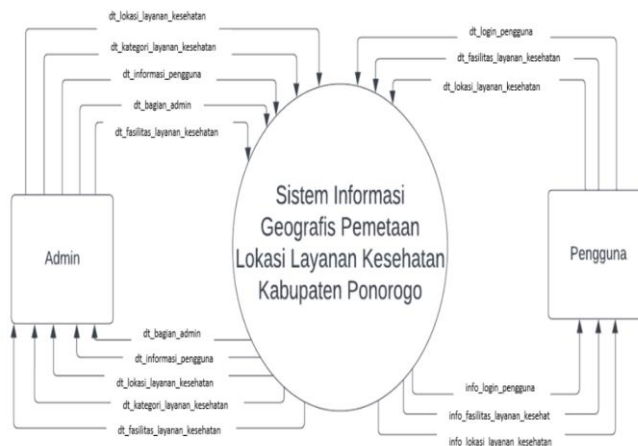 dt_lokasi_layanan_kesehatan
dt_kategori_layanan_kesehatan
dt_informasi_pengguna
dt_bagian_admin
dt_fasilitas_layanan_kesehatan
dt_login_pengguna
dt_fasilitas_layanan_kesehatan
dt_lokasi_layanan_kesehatan
Admin
Sistem Informasi
Geografis Pemetaan
Lokasi Layanan Kesehatan
Kabupaten Ponorogo
Pengguna
dt_bagian_admin
dt_informasi_pengguna
dt_lokasi_layanan_kesehatan
dt_kategori_layanan_kesehatan
dt_fasilitas_layanan_kesehatan
info_login_pengguna
info_fasilitas_layanan_kesehat
info_lokasi_layanan_kesehatan